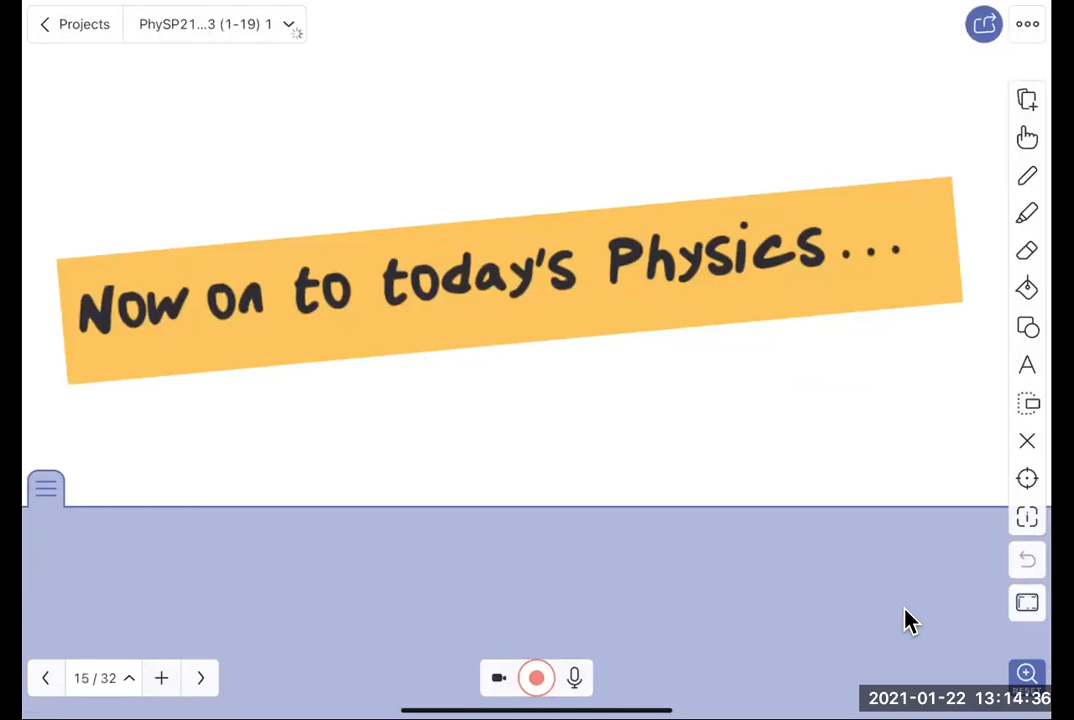 Projects
PhySP21...3 (1-19) 1
Now on to today's Physics...
A
15 / 32
RESET
2021-01-22 13:14:36